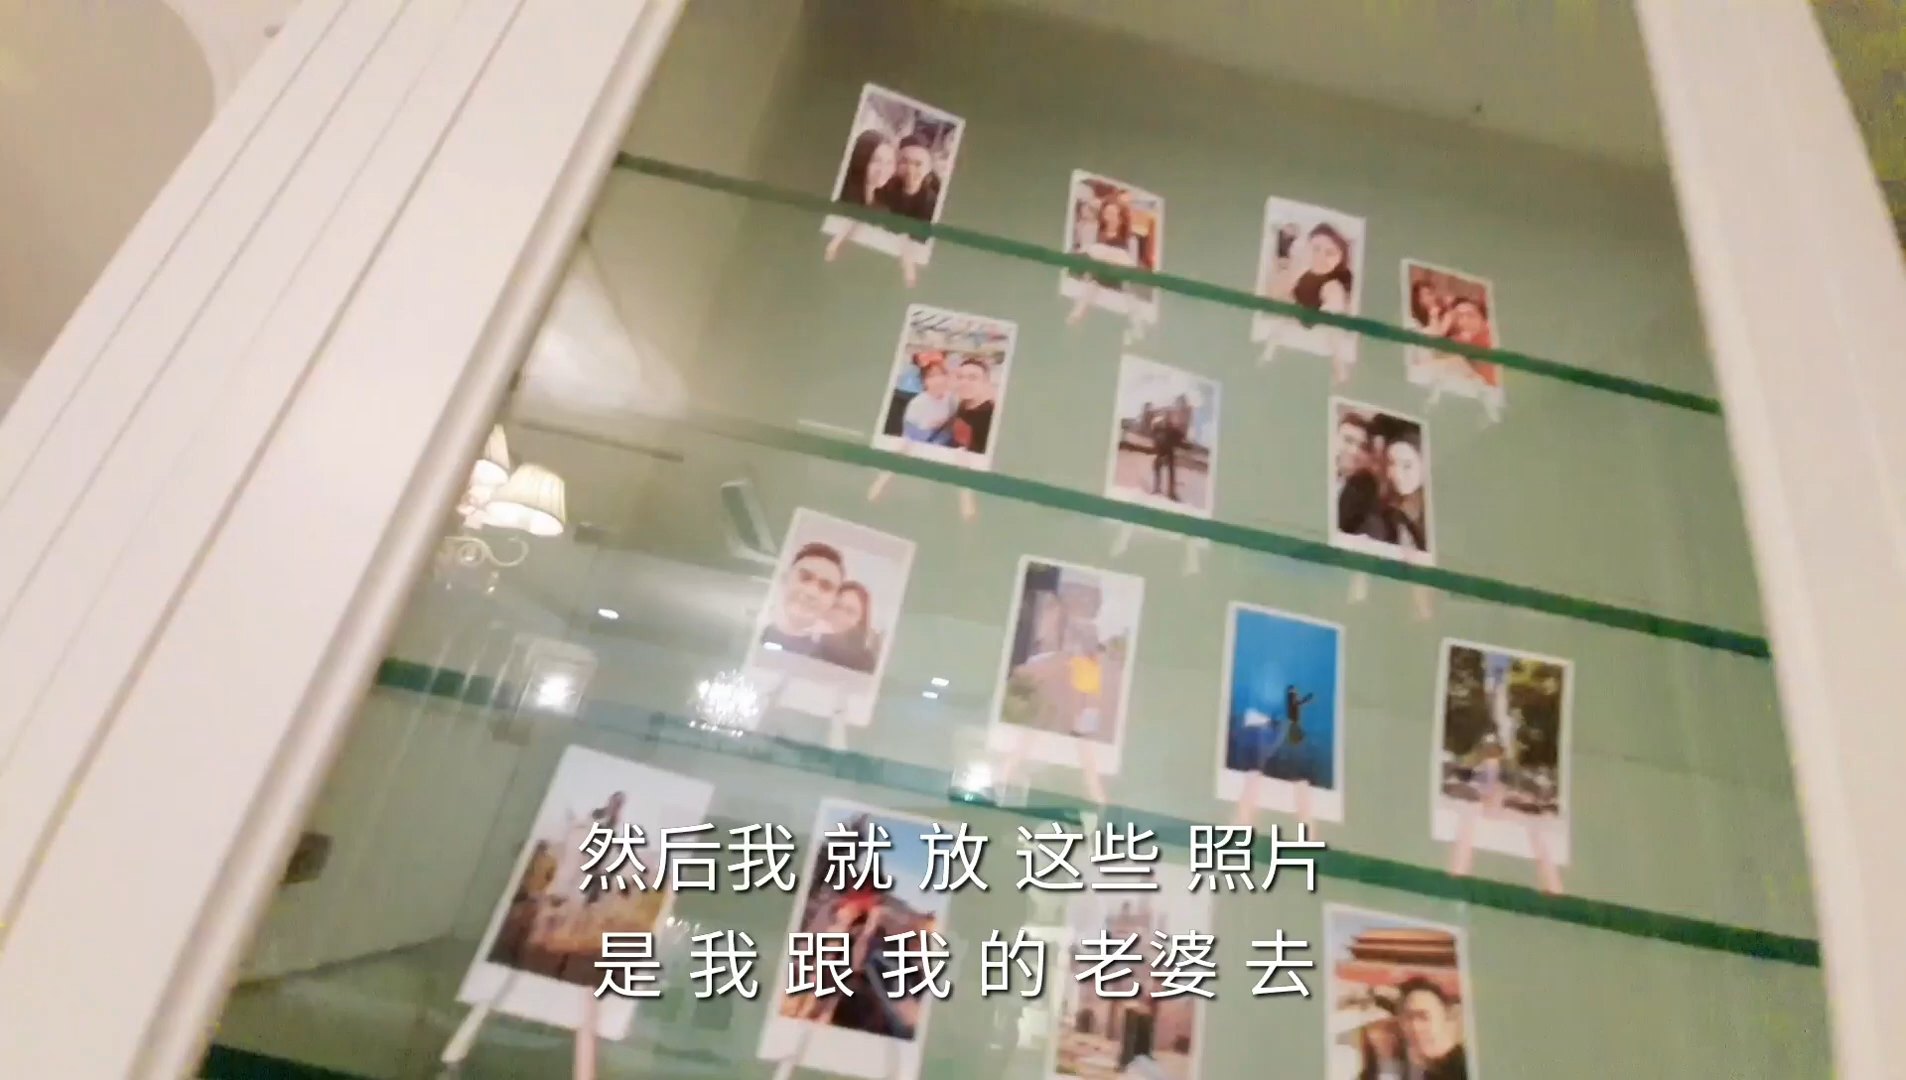 然后我 就 放 这些 照片
是 我 跟 我 的 老婆 去